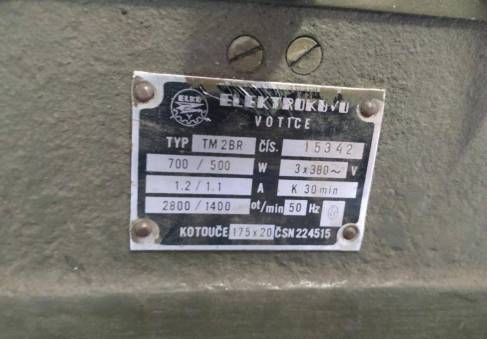 ELKO
ELEKTROKOVO
VOTICE
TYP TM 2BR ČÍS. 15342
700 / 500 W 3x380~ V
1.2 / 1.1 A K 30 min
2800 / 1400 ot/min 50 Hz
KOTOUČE 175x20 ČSN 224515